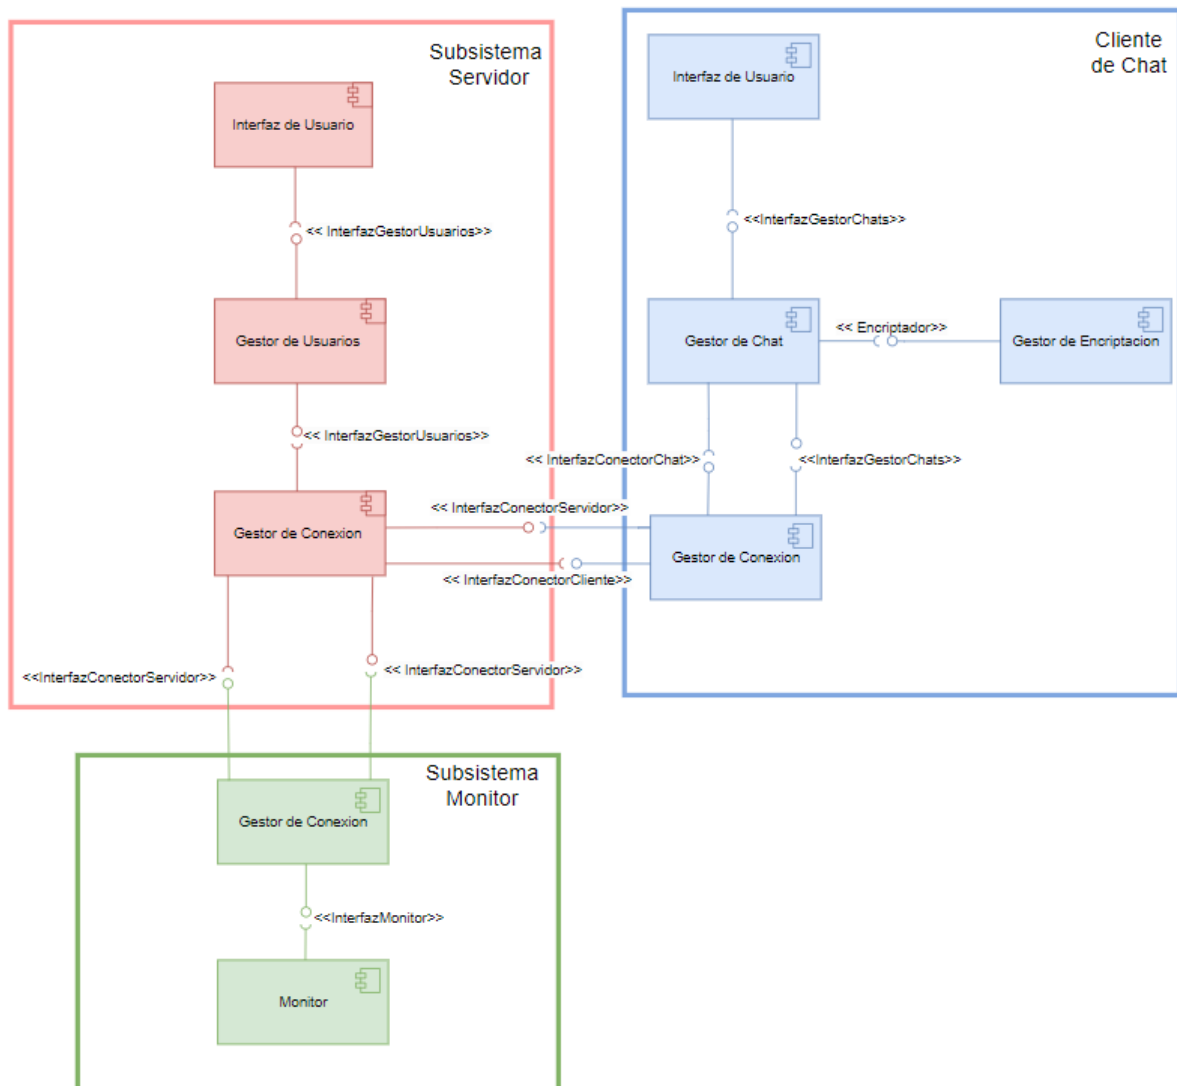 Subsistema
Servidor
Interfaz de Usuario
<< InterfazGestorUsuarios>>
Gestor de Usuarios
<< InterfazGestorUsuarios>>
Gestor de Conexion
<<InterfazConectorServidor>>
<< InterfazConectorServidor>>
<< InterfazConectorServidor>>
<< InterfazConectorCliente>>
Cliente
de Chat
Interfaz de Usuario
<<InterfazGestorChats>>
Gestor de Chat
<< Encriptador>>
Gestor de Encriptacion
<< InterfazConectorChat>>
<<InterfazGestorChats>>
Gestor de Conexion
Subsistema
Monitor
Gestor de Conexion
<<InterfazMonitor>>
Monitor